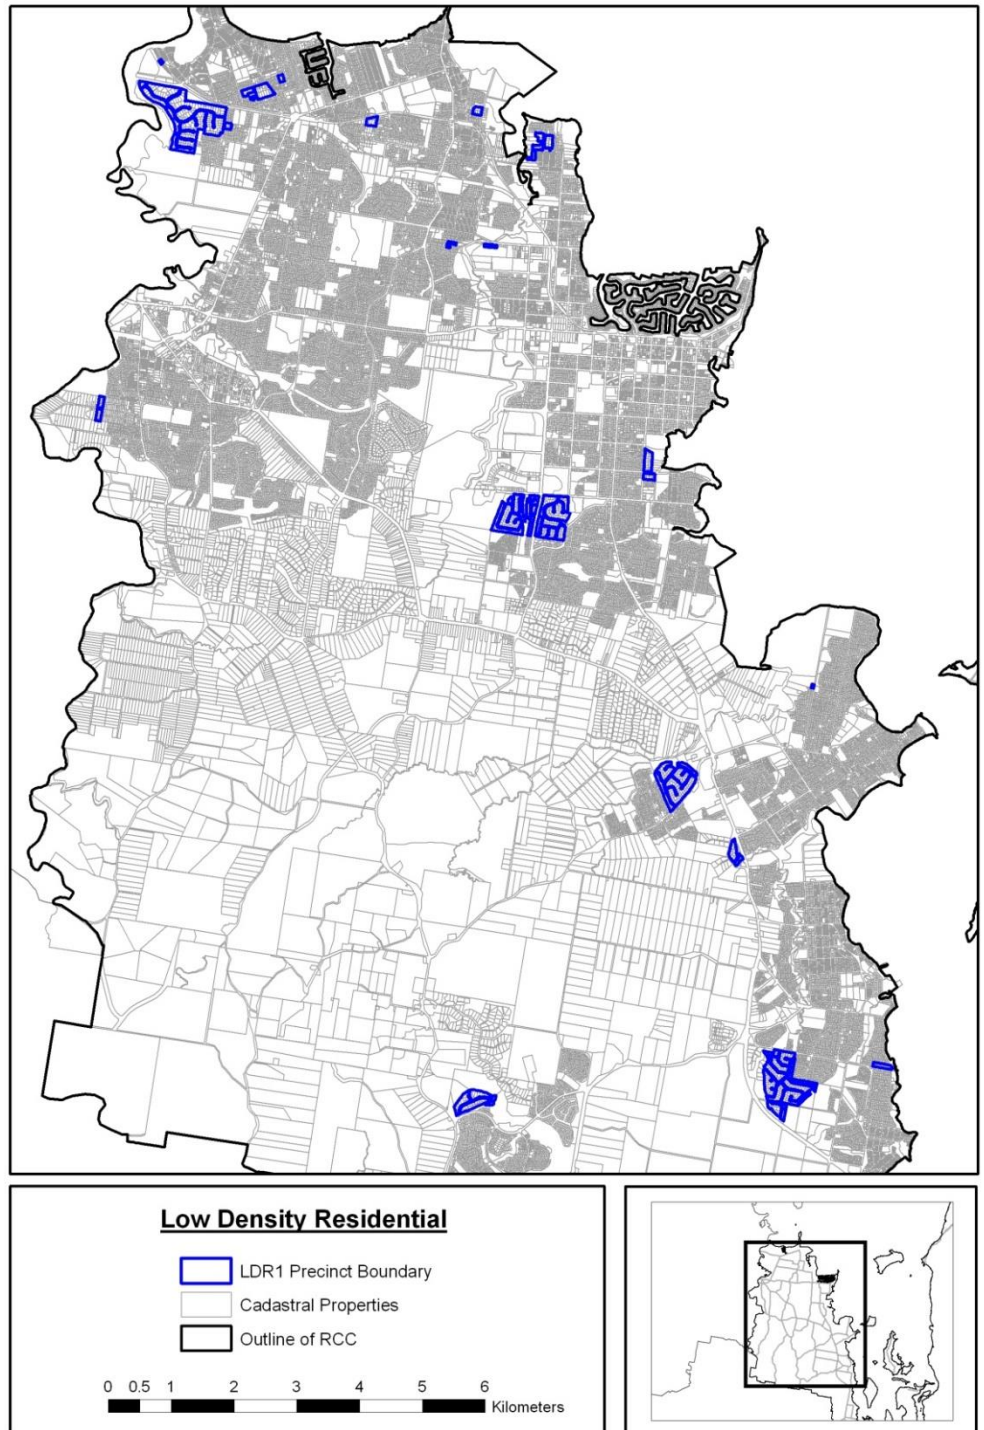 Low Density Residential
LDR1 Precinct Boundary
Cadastral Properties
Outline of RCC
0 0.5 1 2 3 4 5 6
Kilometers